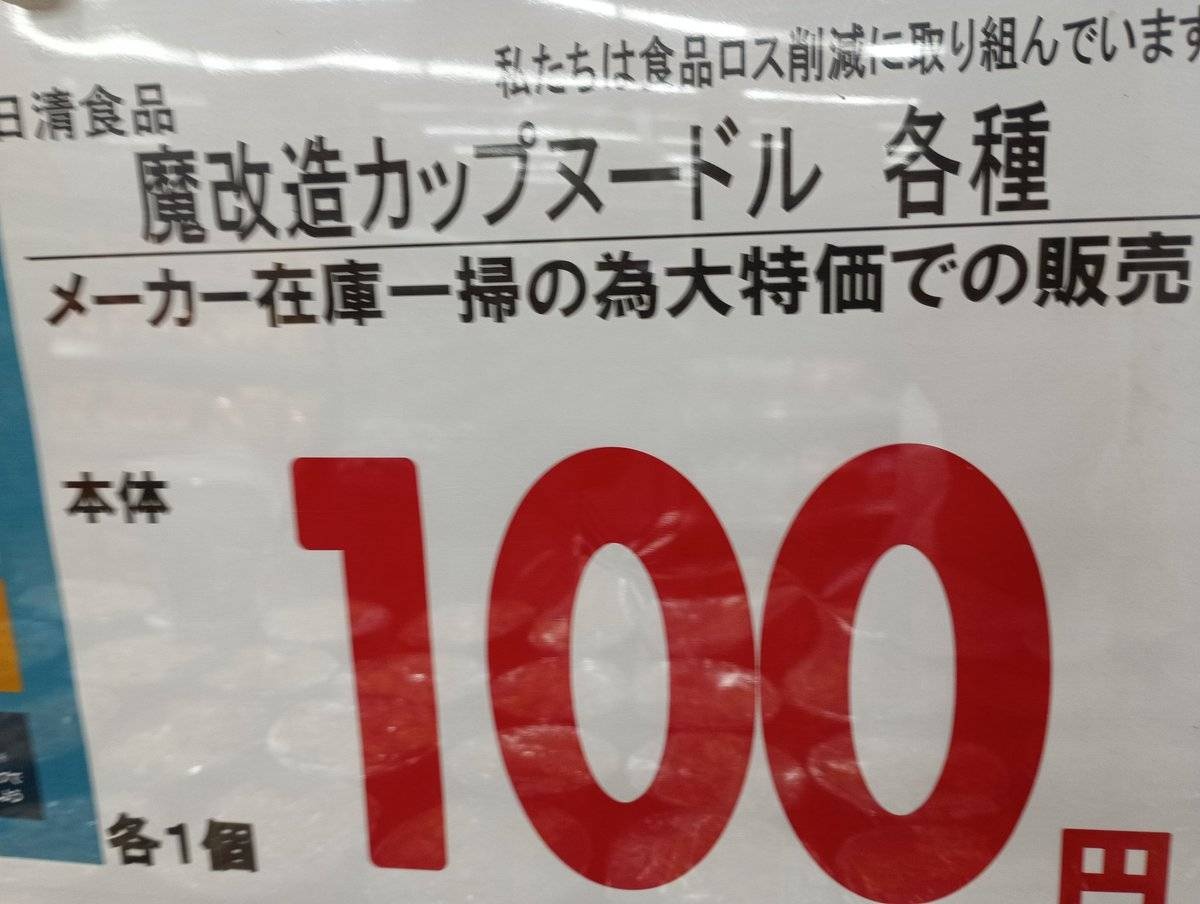 私たちは食品ロス削減に取り組んでいます
日清食品
魔改造カップヌードル 各種
メーカー在庫一掃の為大特価での販売
本体
100円
各1個